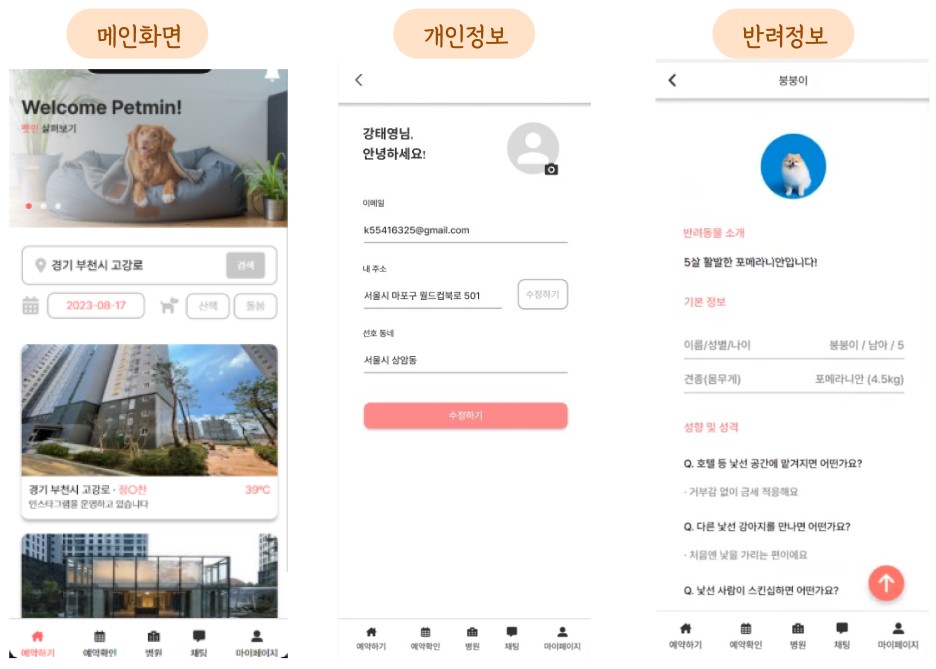 메인화면
Welcome Petmin!
펫민 살펴보기
경기 부천시 고강로
검색
2023-08-17
산책
돌봄
경기 부천시 고강로 · 정○찬
39℃
인스타그램을 운영하고 있습니다
예약하기
예약확인
병원
채팅
마이페이지
개인정보
강태영님,
안녕하세요!
이메일
k55416325@gmail.com
내 주소
서울시 마포구 월드컵북로 501
수정하기
선호 동네
서울시 상암동
수정하기
예약하기
예약확인
병원
채팅
마이페이지
반려정보
붕붕이
반려동물 소개
5살 활발한 포메라니안입니다!
기본 정보
이름/성별/나이
붕붕이 / 남아 / 5
견종(몸무게)
포메라니안 (4.5kg)
성향 및 성격
Q. 호텔 등 낯선 공간에 맡겨지면 어떤가요?
· 거부감 없이 금세 적응해요
Q. 다른 낯선 강아지를 만나면 어떤가요?
· 처음엔 낯을 가리는 편이에요
Q. 낯선 사람이 스킨십하면 어떤가요?
예약하기
예약확인
병원
채팅
마이페이지